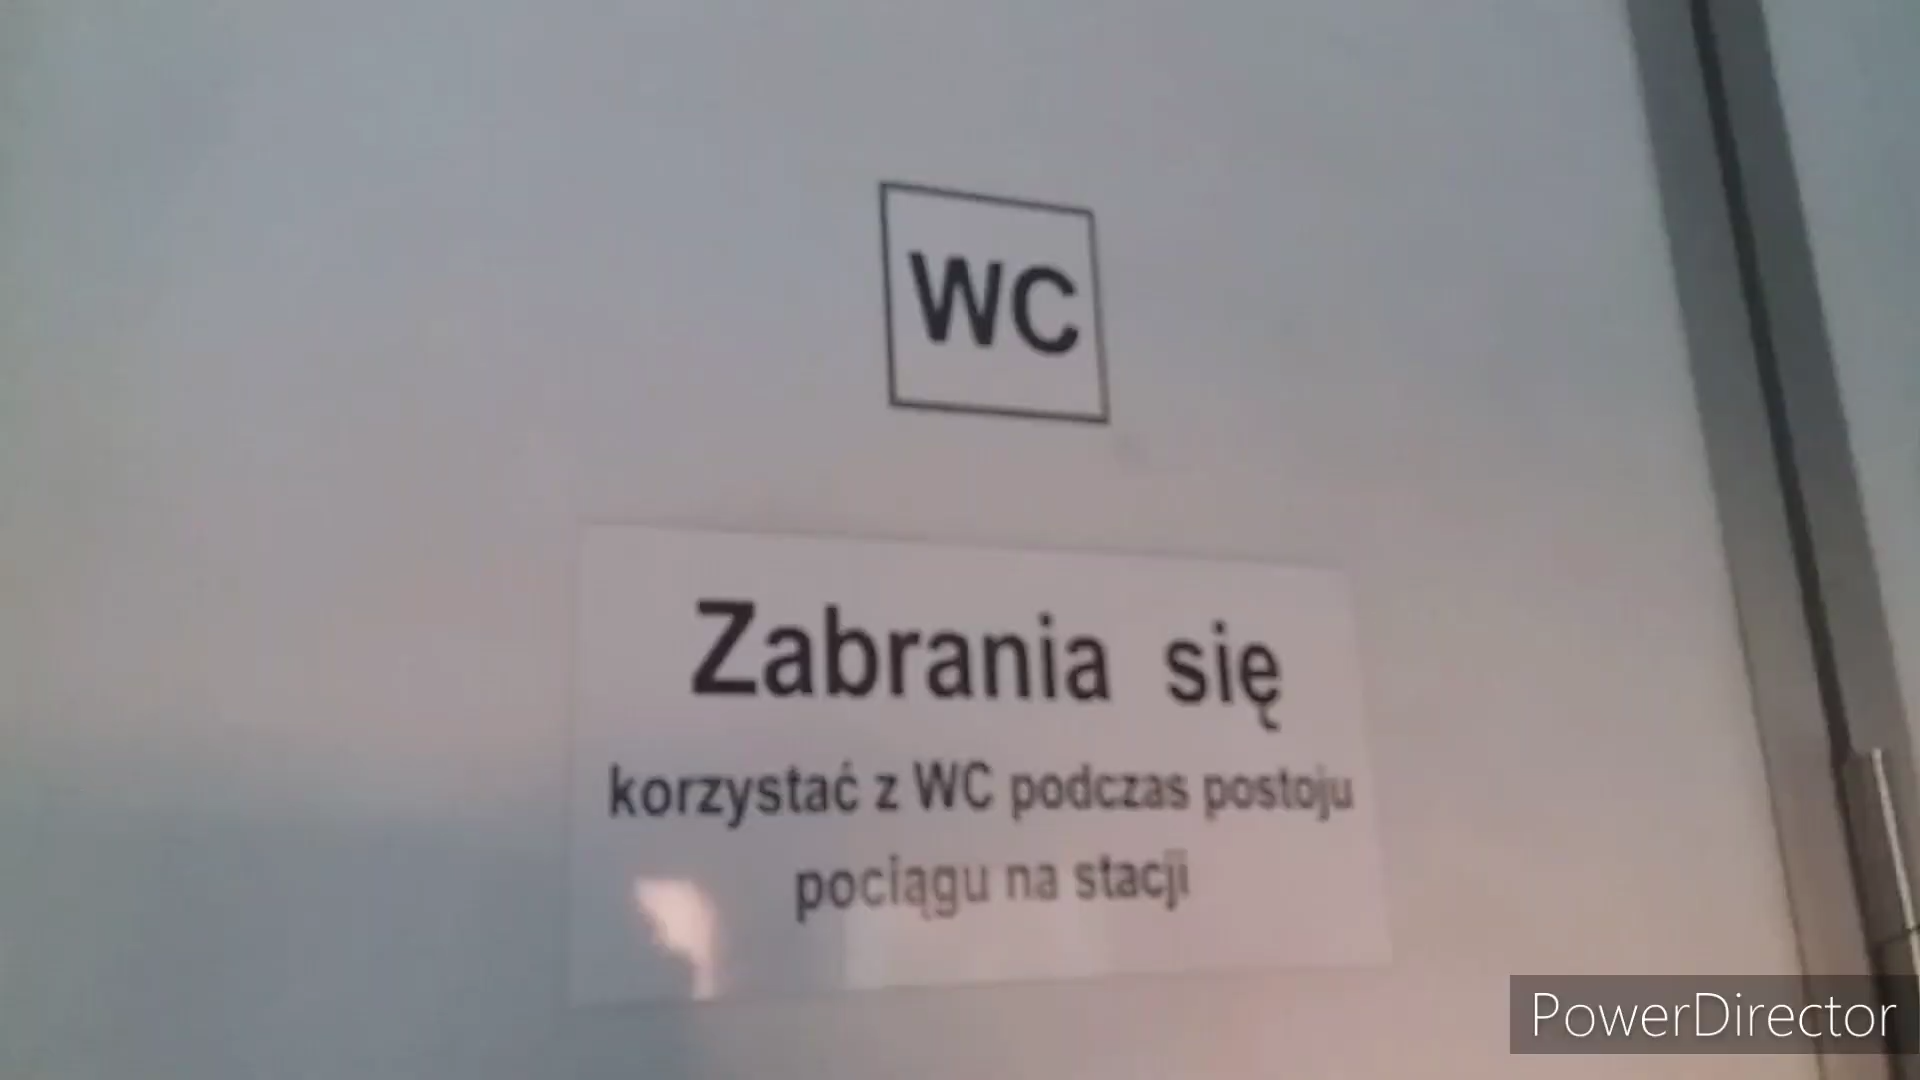 WC
Zabrania się
korzystać z WC podczas postoju
pociągu na stacji
PowerDirector